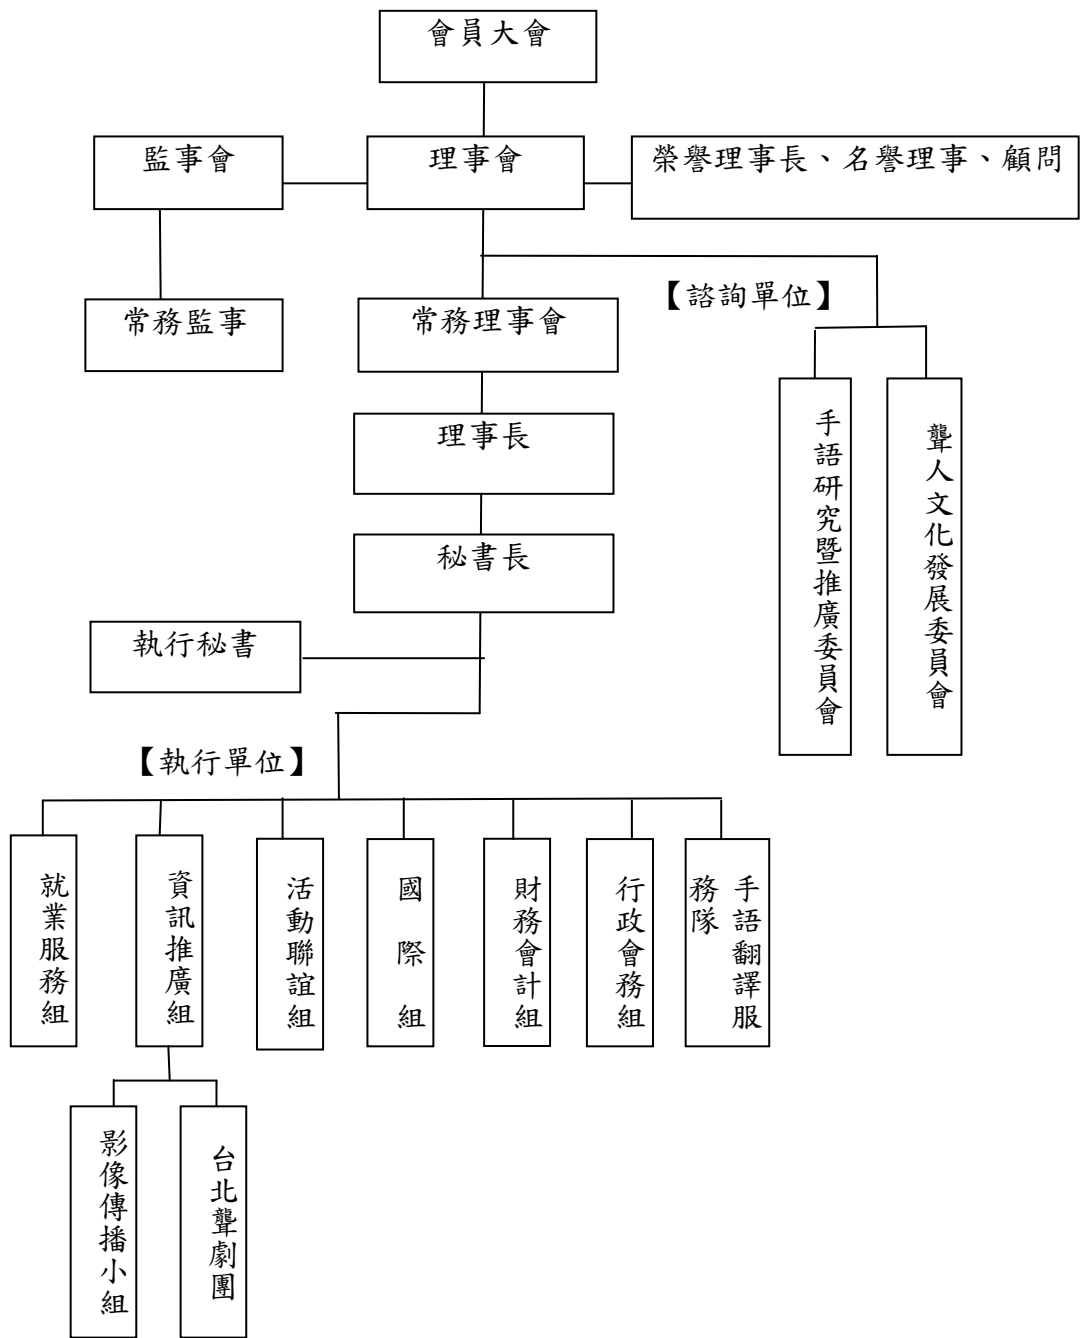 會員大會
監事會
理事會
榮譽理事長、名譽理事、顧問
常務監事
常務理事會
【諮詢單位】
理事長
手語研究暨推廣委員會
聾人文化發展委員會
秘書長
執行秘書
【執行單位】
就業服務組
資訊推廣組
活動聯誼組
國際組
財務會計組
行政會務組
手語翻譯服
務隊
影像傳播小組
台北聾劇團